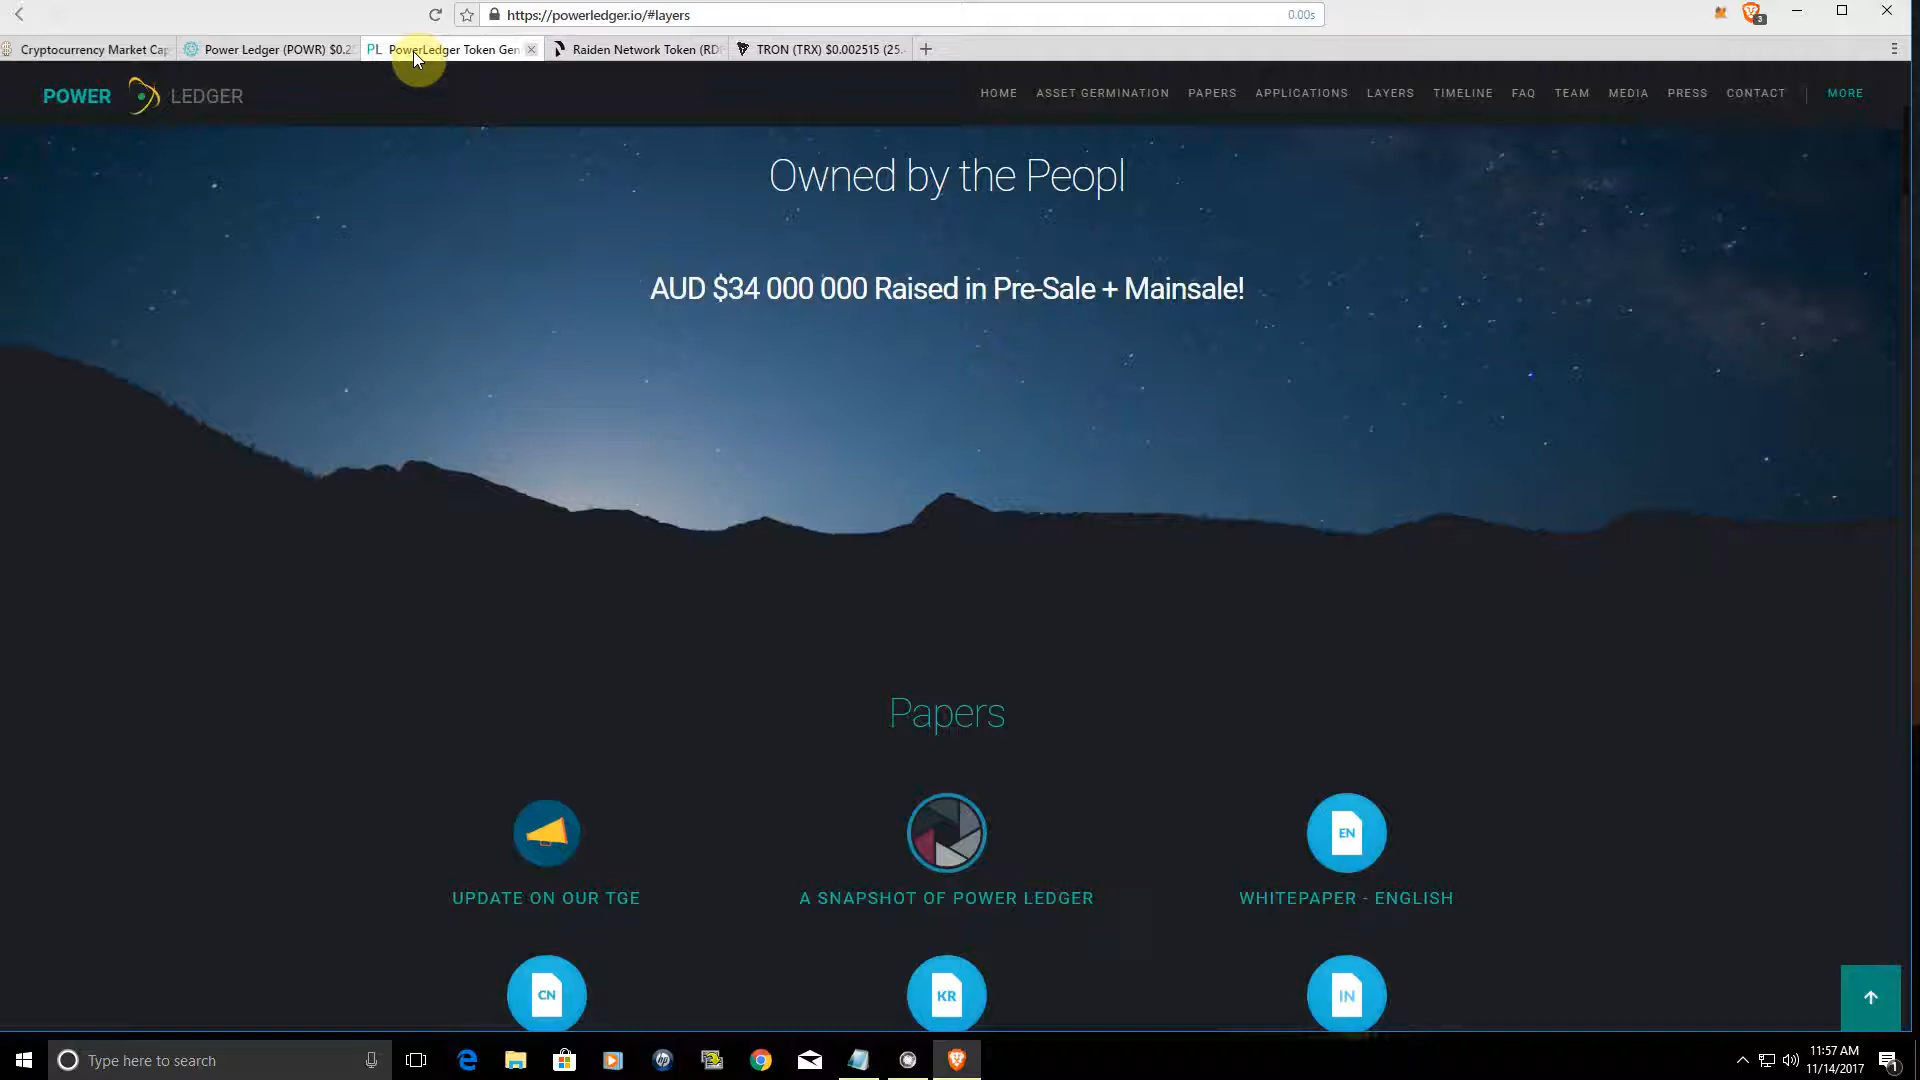 https://powerledger.io/#layers
0.00s
3
Cryptocurrency Market Cap
Power Ledger (POWR) $0.2
PL PowerLedger Token Gen
Raiden Network Token (RD
TRON (TRX) $0.002515 (25.
POWER LEDGER
HOME ASSET GERMINATION PAPERS APPLICATIONS LAYERS TIMELINE FAQ TEAM MEDIA PRESS CONTACT | MORE
Owned by the Peopl
AUD $34 000 000 Raised in Pre-Sale + Mainsale!
Papers
EN
UPDATE ON OUR TGE
A SNAPSHOT OF POWER LEDGER
WHITEPAPER - ENGLISH
CN
KR
IN
Type here to search
11:57 AM
11/14/2017
1